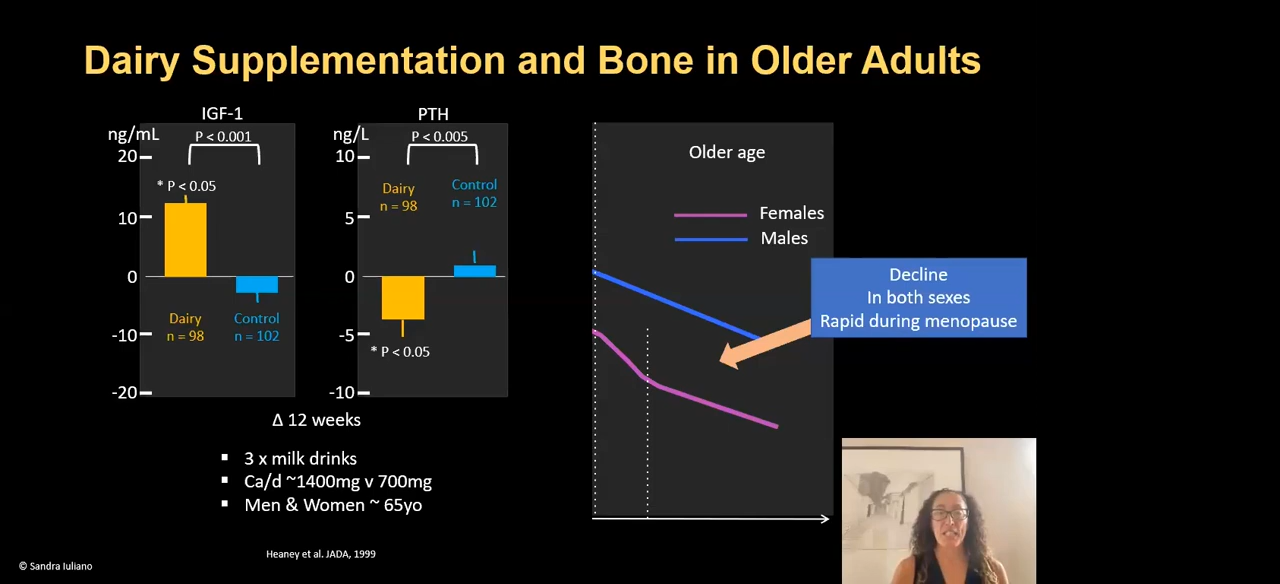 Dairy Supplementation and Bone in Older Adults
IGF-1
ng/mL
P < 0.001
20
* P < 0.05
10
0
-10
-20
Dairy
n = 98
Control
n = 102
PTH
ng/L
P < 0.005
10
Dairy
n = 98
Control
n = 102
5
0
-5
* P < 0.05
-10
Δ 12 weeks
▪ 3 x milk drinks
▪ Ca/d ~1400mg v 700mg
▪ Men & Women ~ 65yo
Heaney et al. JADA, 1999
© Sandra Iuliano
Older age
Females
Males
Decline
In both sexes
Rapid during menopause